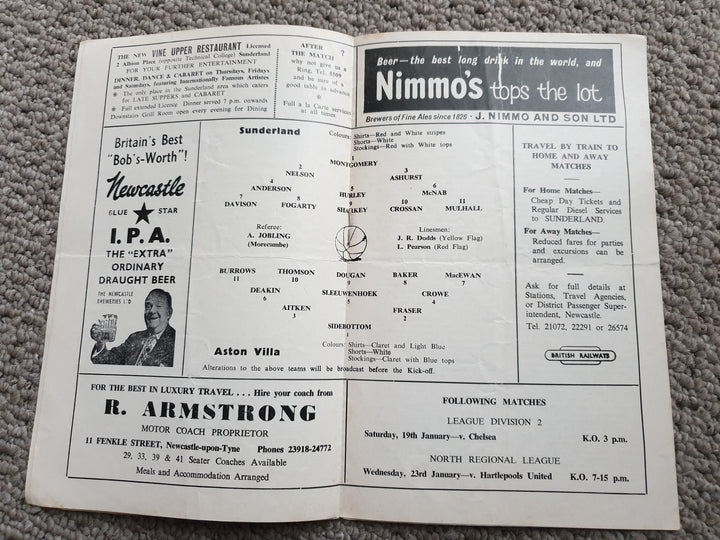 THE NEW VINE UPPER RESTAURANT Licensed
2 Albion Place (opposite Technical College) Sunderland
FOR YOUR FURTHER ENTERTAINMENT
DINNER, DANCE & CABARET on Thursdays, Fridays
and Saturdays, featuring Internationally Famous Artistes
* The only place in the Sunderland area which caters
for LATE SUPPERS and CABARET
* Full extended Licence Dinner served 7 p.m. onwards
Downstairs Grill Room open every evening for Dining
AFTER
THE MATCH ?
why not give us a
Ring, Tel. 5509
and be sure of a
good table in advance
Full a la Carte services
at all times
Beer—the best long drink in the world, and
Nimmo's tops the lot
Brewers of Fine Ales since 1826 · J. NIMMO AND SON LTD
Britain's Best
"Bob's-Worth"!
Newcastle
BLUE ★ STAR
I.P.A.
THE "EXTRA"
ORDINARY
DRAUGHT BEER
THE NEWCASTLE
BREWERIES LTD
Sunderland
Colours: Shirts—Red and White stripes
Shorts—White
Stockings—Red with White tops
1
MONTGOMERY
2 3
NELSON ASHURST
4 5 6
ANDERSON HURLEY McNAB
7 8 9 10 11
DAVISON FOGARTY SHARKEY CROSSAN MULHALL
Referee:
A. JOBLING
(Morecambe)
Linesmen:
J. R. Dodds (Yellow Flag)
L. Pearson (Red Flag)
BURROWS THOMSON DOUGAN BAKER MacEWAN
11 10 9 8 7
DEAKIN SLEEUWENHOEK CROWE
6 5 4
AITKEN FRASER
3 2
SIDEBOTTOM
1
Aston Villa
Colours: Shirts—Claret and Light Blue
Shorts—White
Stockings—Claret with Blue tops
Alterations to the above teams will be broadcast before the Kick-off.
TRAVEL BY TRAIN TO
HOME AND AWAY
MATCHES
For Home Matches—
Cheap Day Tickets and
Regular Diesel Services
to SUNDERLAND.
For Away Matches—
Reduced fares for parties
and excursions can be
arranged.
Ask for full details at
Stations, Travel Agencies,
or District Passenger Super-
intendent, Newcastle.
Tel. 21072, 22291 or 26574
BRITISH RAILWAYS
FOR THE BEST IN LUXURY TRAVEL . . . Hire your coach from
R. ARMSTRONG
MOTOR COACH PROPRIETOR
11 FENKLE STREET, Newcastle-upon-Tyne Phones 23918-24772
29, 33, 39 & 41 Seater Coaches Available
Meals and Accommodation Arranged
FOLLOWING MATCHES
LEAGUE DIVISION 2
Saturday, 19th January—v. Chelsea K.O. 3 p.m.
NORTH REGIONAL LEAGUE
Wednesday, 23rd January—v. Hartlepools United K.O. 7-15 p.m.